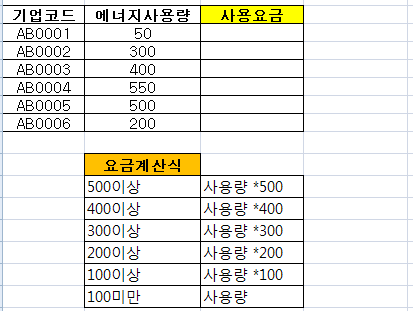 기업코드 에너지사용량 사용요금
AB0001 50
AB0002 300
AB0003 400
AB0004 550
AB0005 500
AB0006 200
요금계산식
500이상 사용량 *500
400이상 사용량 *400
300이상 사용량 *300
200이상 사용량 *200
100이상 사용량 *100
100미만 사용량